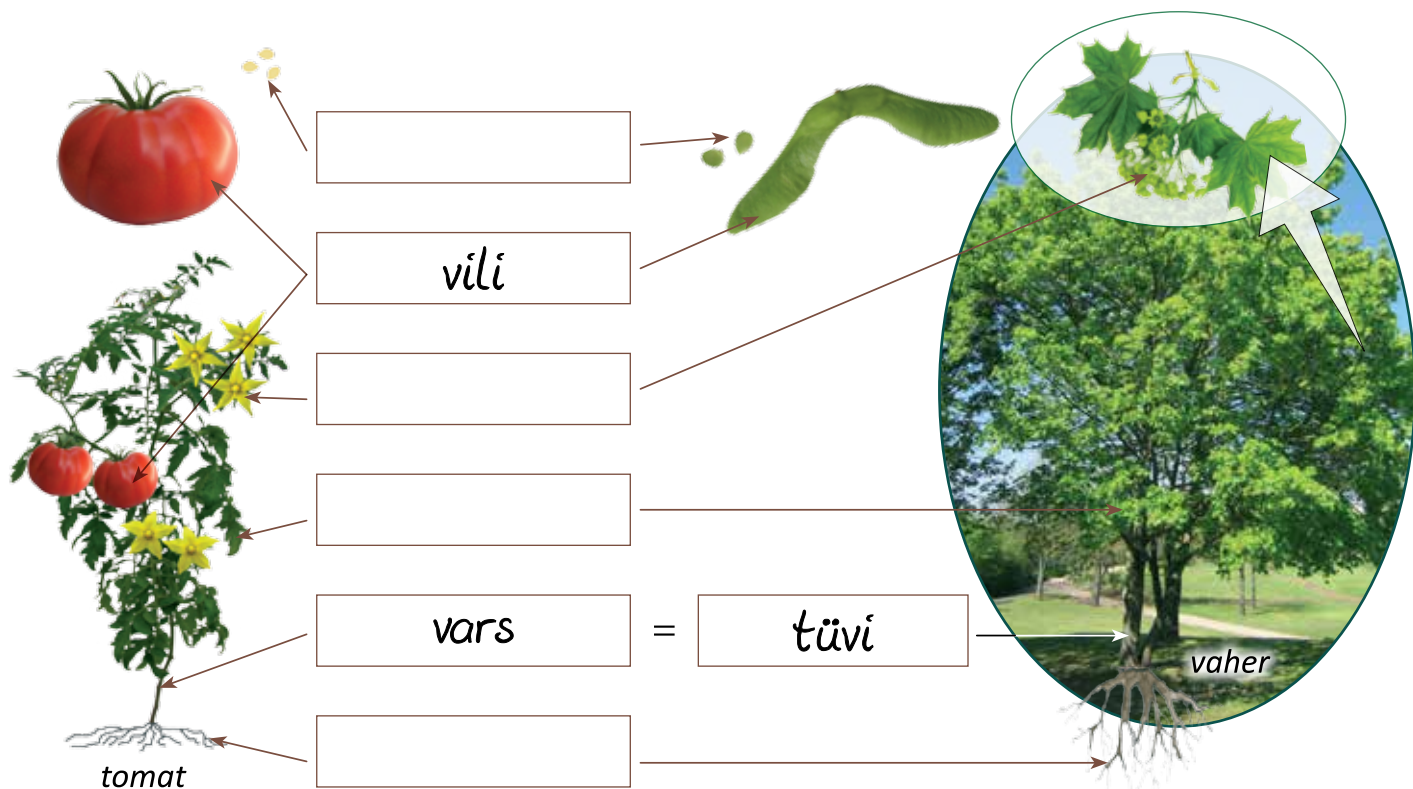 vili
vars = tüvi
vaher
tomat